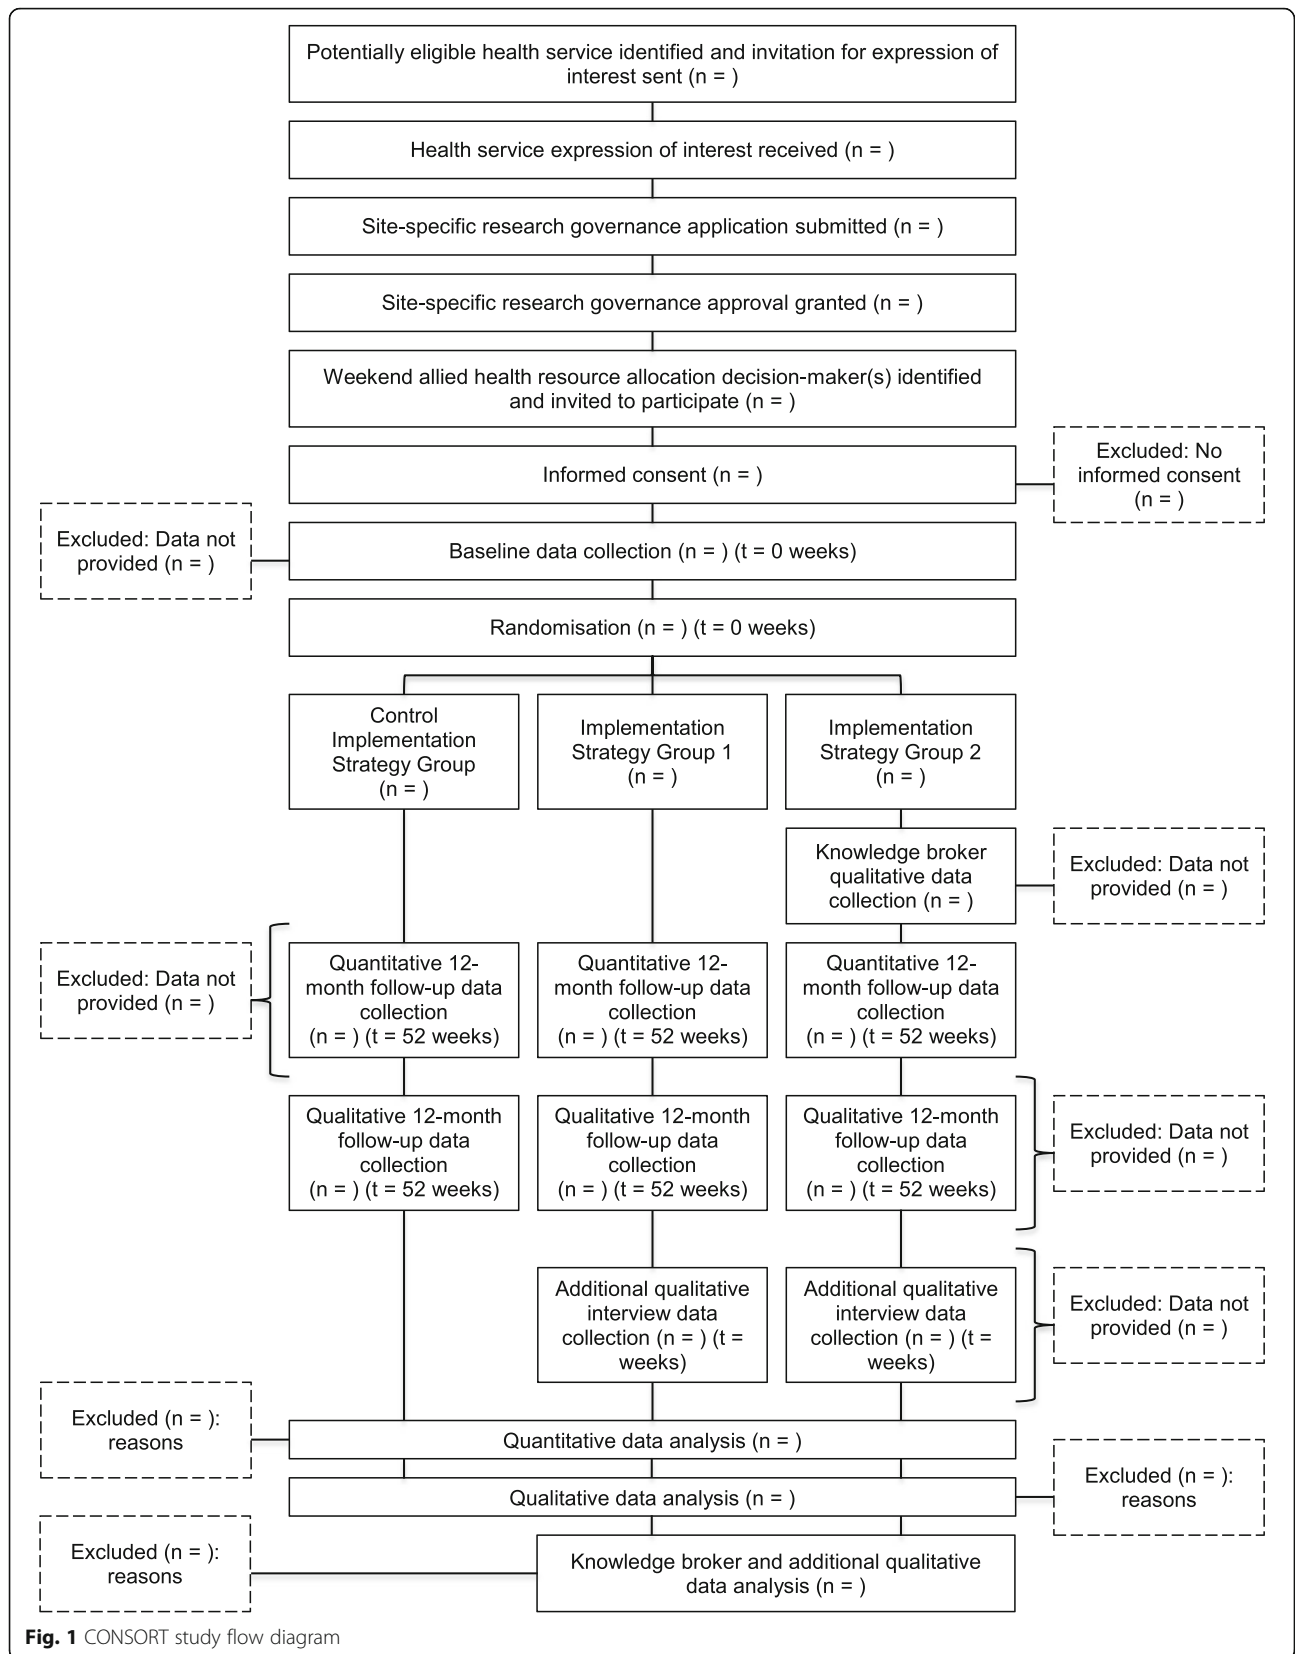 Potentially eligible health service identified and invitation for expression of
interest sent (n = )
Health service expression of interest received (n = )
Site-specific research governance application submitted (n = )
Site-specific research governance approval granted (n = )
Weekend allied health resource allocation decision-maker(s) identified
and invited to participate (n = )
Informed consent (n = )
Excluded: No
informed consent
(n = )
Excluded: Data not
provided (n = )
Baseline data collection (n = ) (t = 0 weeks)
Randomisation (n = ) (t = 0 weeks)
Control
Implementation
Strategy Group
(n = )
Implementation
Strategy Group 1
(n = )
Implementation
Strategy Group 2
(n = )
Knowledge broker
qualitative data
collection (n = )
Excluded: Data not
provided (n = )
Excluded: Data not
provided (n = )
Quantitative 12-
month follow-up data
collection
(n = ) (t = 52 weeks)
Quantitative 12-
month follow-up data
collection
(n = ) (t = 52 weeks)
Quantitative 12-
month follow-up data
collection
(n = ) (t = 52 weeks)
Qualitative 12-month
follow-up data
collection
(n = ) (t = 52 weeks)
Qualitative 12-month
follow-up data
collection
(n = ) (t = 52 weeks)
Qualitative 12-month
follow-up data
collection
(n = ) (t = 52 weeks)
Excluded: Data not
provided (n = )
Additional qualitative
interview data
collection (n = ) (t =
weeks)
Additional qualitative
interview data
collection (n = ) (t =
weeks)
Excluded: Data not
provided (n = )
Excluded (n = ):
reasons
Quantitative data analysis (n = )
Qualitative data analysis (n = )
Excluded (n = ):
reasons
Excluded (n = ):
reasons
Knowledge broker and additional qualitative
data analysis (n = )
Fig. 1 CONSORT study flow diagram